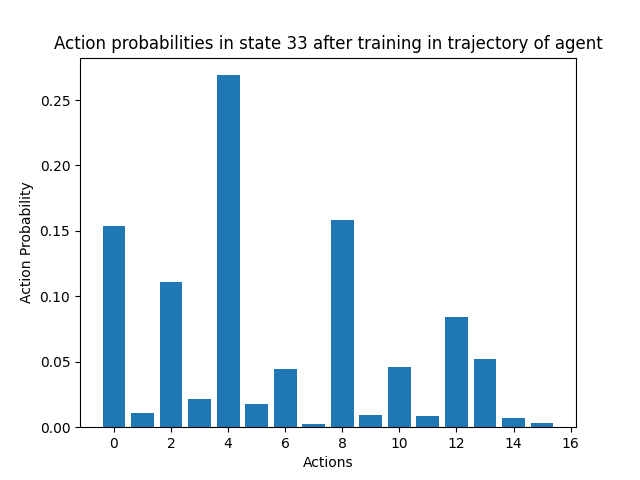 Action probabilities in state 33 after training in trajectory of agent
0.25
0.20
0.15
0.10
0.05
0.00
Action Probability
0 2 4 6 8 10 12 14 16
Actions